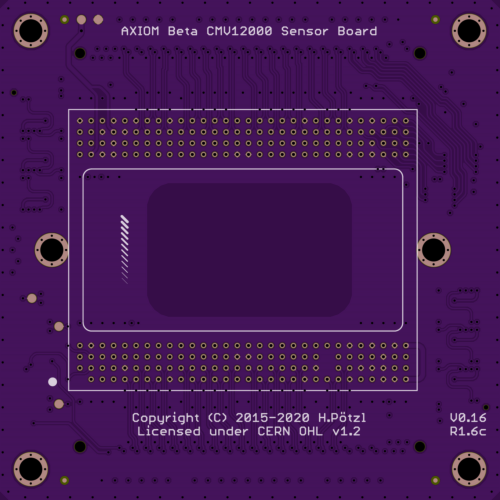 AXIOM Beta CMV12000 Sensor Board
Copyright (C) 2015-2020 H.Pötzl
Licensed under CERN OHL v1.2
V0.16
R1.6c